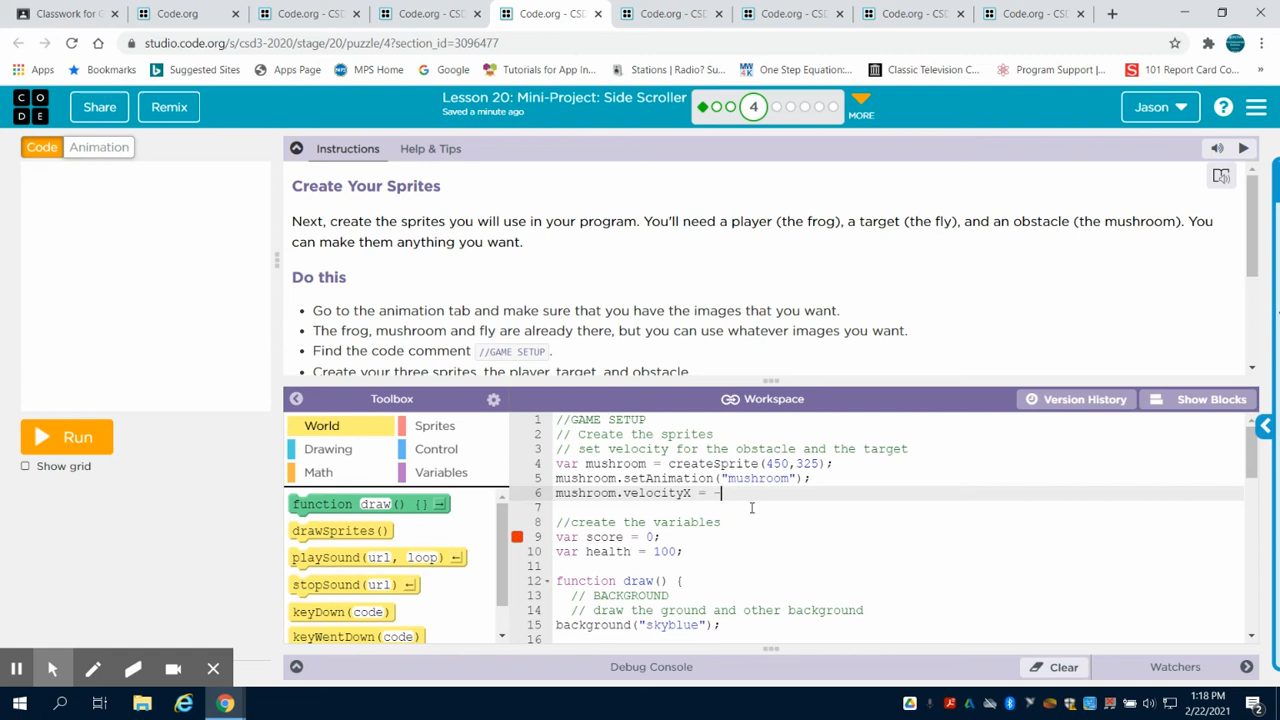 Classwork for G
Code.org
Code.org - CSD
Code.org - CSD
Code.org - CSD
Code.org - CSD
Code.org - CSD
Code.org - CSD
Code.org - CSD
studio.code.org/s/csd3-2020/stage/20/puzzle/4?section_id=3096477
Apps
Bookmarks
Suggested Sites
Apps Page
MPS Home
Google
Tutorials for App In...
Stations | Radio? Su...
One Step Equation:...
Classic Television C...
Program Support |...
101 Report Card Co...
C O
D E
Share
Remix
Lesson 20: Mini-Project: Side Scroller
Saved a minute ago
4
MORE
Jason
Code
Animation
Instructions
Help & Tips
Create Your Sprites
Next, create the sprites you will use in your program. You'll need a player (the frog), a target (the fly), and an obstacle (the mushroom). You
can make them anything you want.
Do this
• Go to the animation tab and make sure that you have the images that you want.
• The frog, mushroom and fly are already there, but you can use whatever images you want.
• Find the code comment //GAME SETUP .
• Create your three sprites, the player, target, and obstacle.
Run
Show grid
Toolbox
World
Sprites
Drawing
Control
Math
Variables
function draw() {}
drawSprites()
playSound(url, loop)
stopSound(url)
keyDown(code)
keyWentDown(code)
Workspace
Version History
Show Blocks
1 //GAME SETUP
2 // Create the sprites
3 // set velocity for the obstacle and the target
4 var mushroom = createSprite(450,325);
5 mushroom.setAnimation("mushroom");
6 mushroom.velocityX = -
7
8 //create the variables
9 var score = 0;
10 var health = 100;
11
12 function draw() {
13 // BACKGROUND
14 // draw the ground and other background
15 background("skyblue");
16
Debug Console
Clear
Watchers
1:18 PM
2/22/2021
2